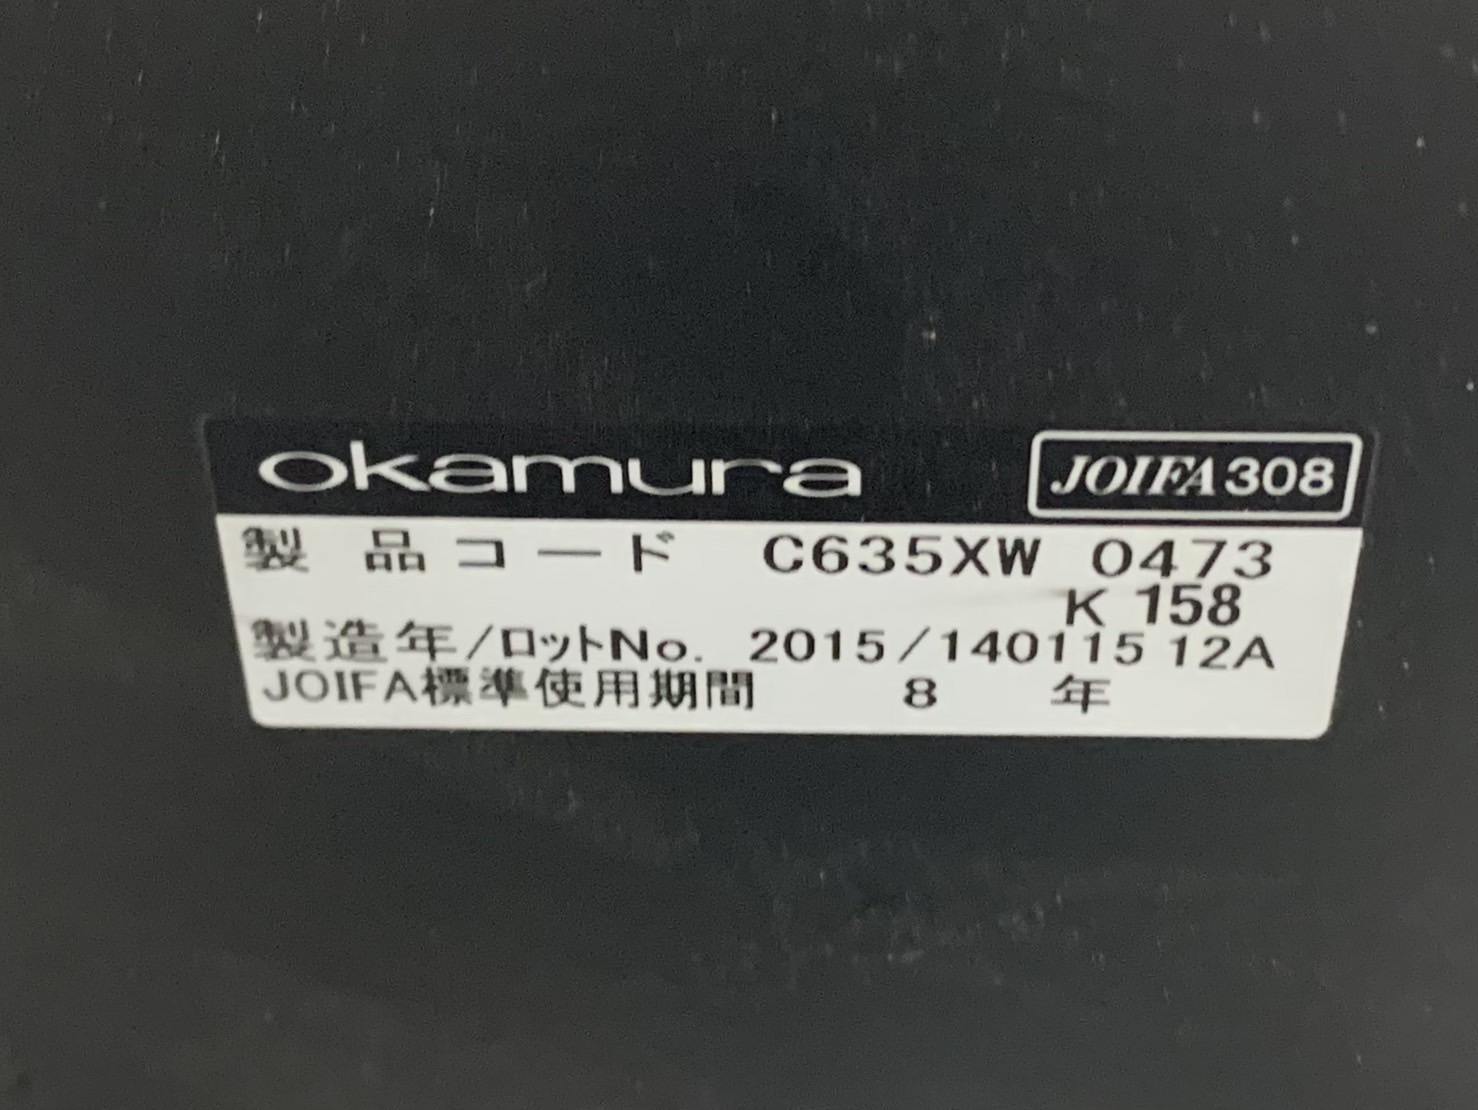 okamura JOIFA308
製品コード C635XW 0473
K 158
製造年/ロットNo. 2015/140115 12A
JOIFA標準使用期間 8 年